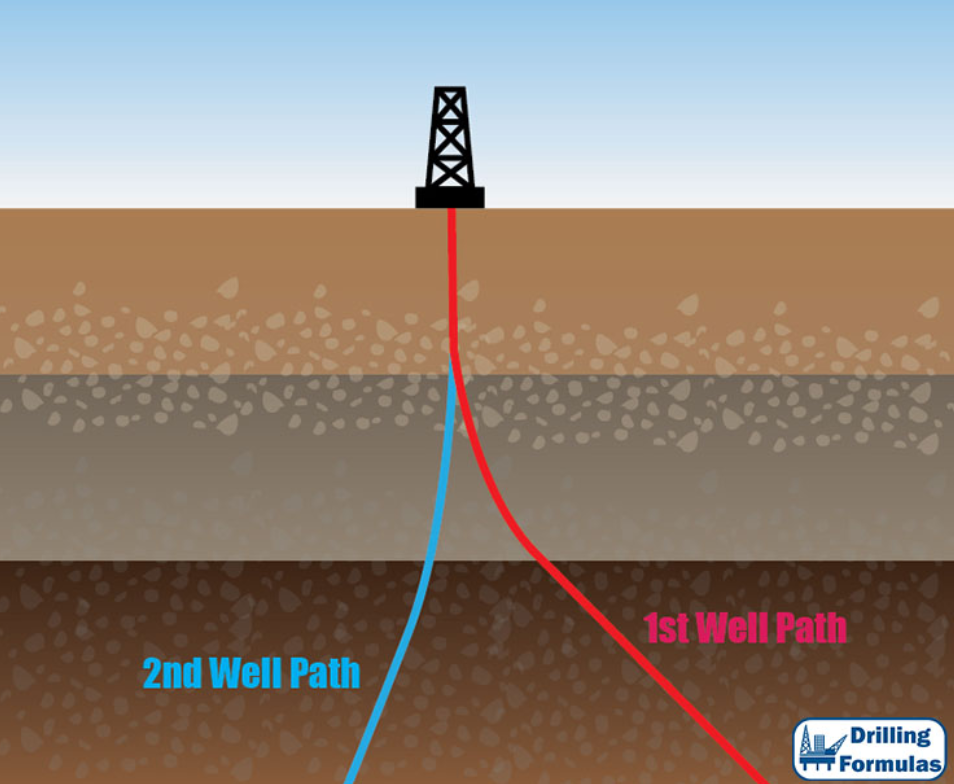 1st Well Path
2nd Well Path
Drilling
Formulas